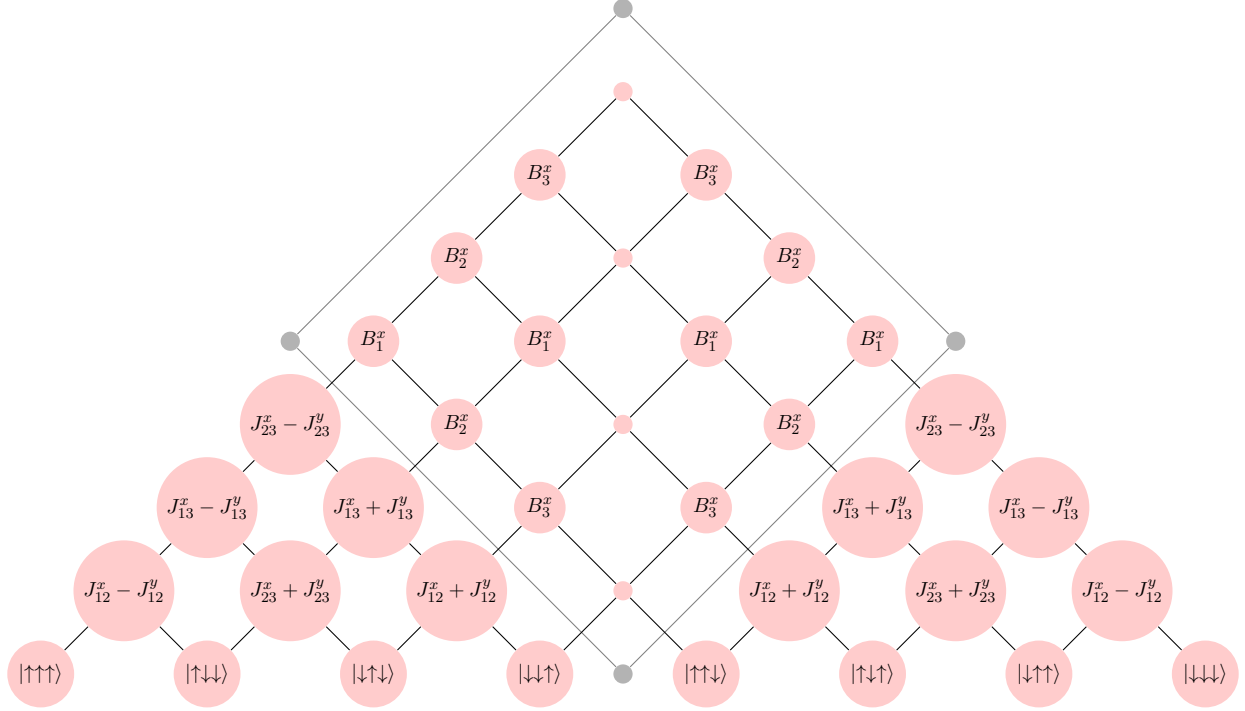 $B_3^x$ $B_3^x$
$B_2^x$ $B_2^x$
$B_1^x$ $B_1^x$ $B_1^x$ $B_1^x$
$J_{23}^x - J_{23}^y$ $B_2^x$ $B_2^x$ $J_{23}^x - J_{23}^y$
$J_{13}^x - J_{13}^y$ $J_{13}^x + J_{13}^y$ $B_3^x$ $B_3^x$ $J_{13}^x + J_{13}^y$ $J_{13}^x - J_{13}^y$
$J_{12}^x - J_{12}^y$ $J_{23}^x + J_{23}^y$ $J_{12}^x + J_{12}^y$ $J_{12}^x + J_{12}^y$ $J_{23}^x + J_{23}^y$ $J_{12}^x - J_{12}^y$
|↑↑↑⟩ |↑↓↓⟩ |↓↑↓⟩ |↓↓↑⟩ |↑↑↓⟩ |↑↓↑⟩ |↓↑↑⟩ |↓↓↓⟩